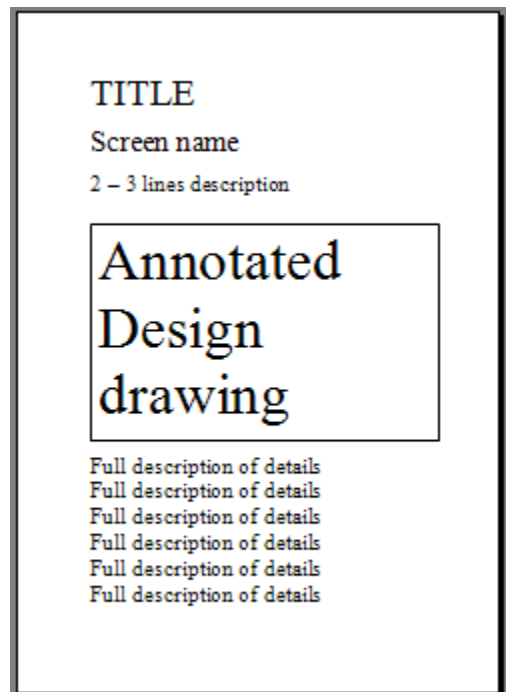 TITLE
Screen name
2 – 3 lines description
Annotated
Design
drawing
Full description of details
Full description of details
Full description of details
Full description of details
Full description of details
Full description of details